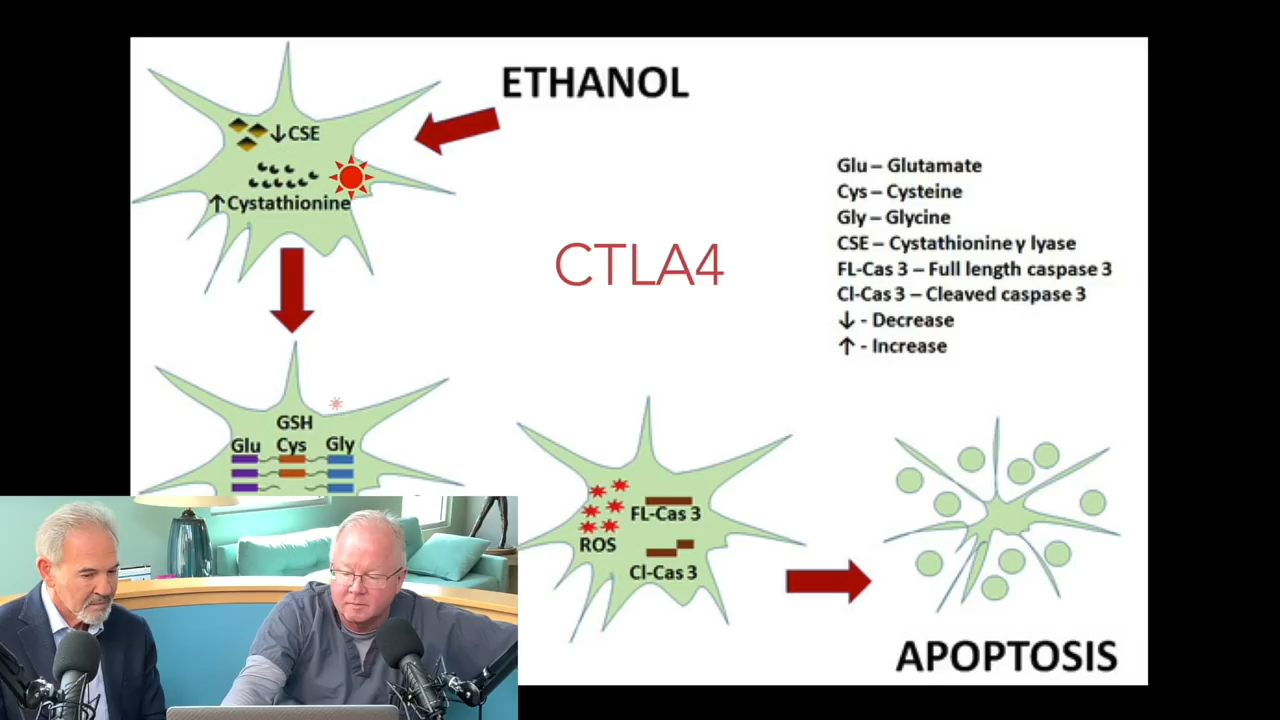 ETHANOL
↓CSE
↑Cystathionine
CTLA4
Glu – Glutamate
Cys – Cysteine
Gly – Glycine
CSE – Cystathionine γ lyase
FL-Cas 3 – Full length caspase 3
Cl-Cas 3 – Cleaved caspase 3
↓ - Decrease
↑ - Increase
GSH
Glu Cys Gly
FL-Cas 3
ROS
Cl-Cas 3
APOPTOSIS